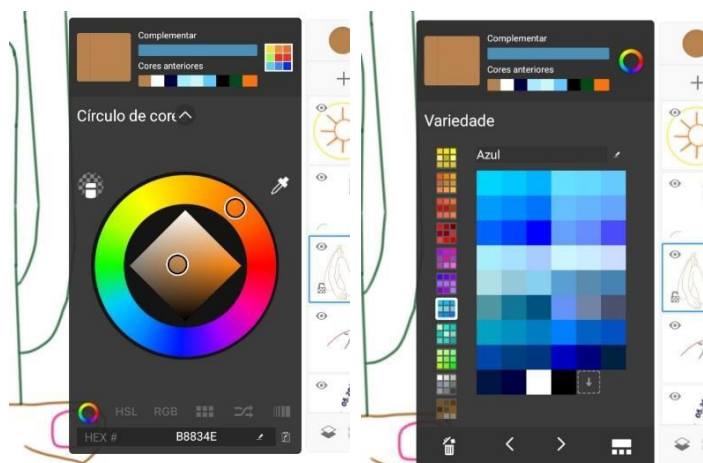 Complementar
Cores anteriores
Círculo de core
HSL RGB
HEX # B8834E
Complementar
Cores anteriores
Variedade
Azul